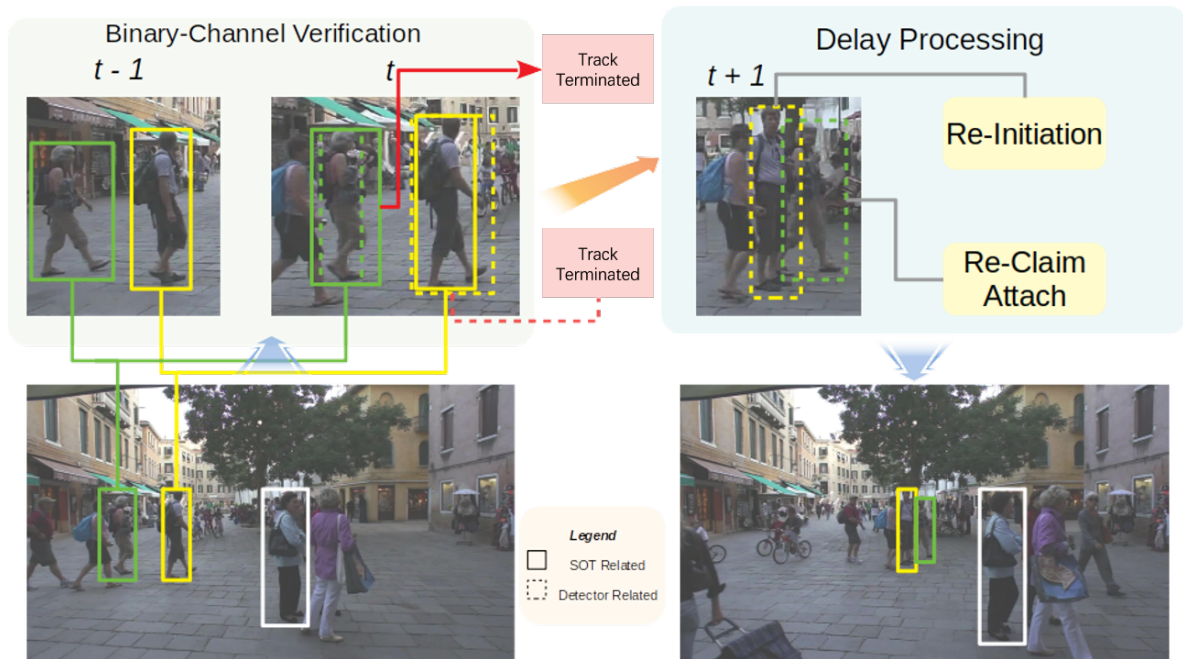 Binary-Channel Verification
t - 1
t
Track
Terminated
Track
Terminated
Delay Processing
t + 1
Re-Initiation
Re-Claim
Attach
Legend
SOT Related
Detector Related